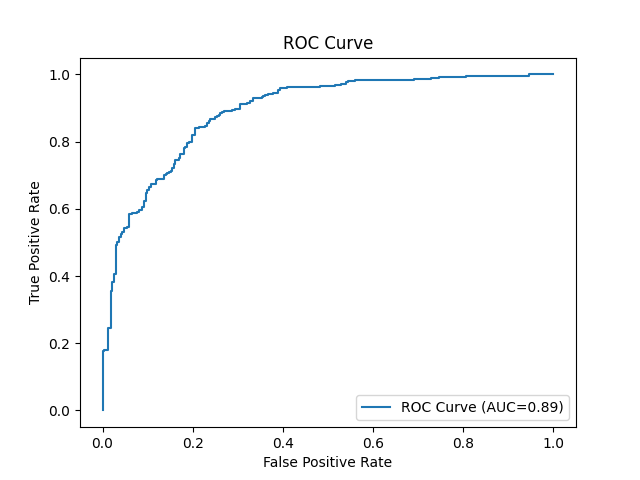 ROC Curve
1.0
0.8
0.6
0.4
0.2
0.0
True Positive Rate
ROC Curve (AUC=0.89)
0.0 0.2 0.4 0.6 0.8 1.0
False Positive Rate